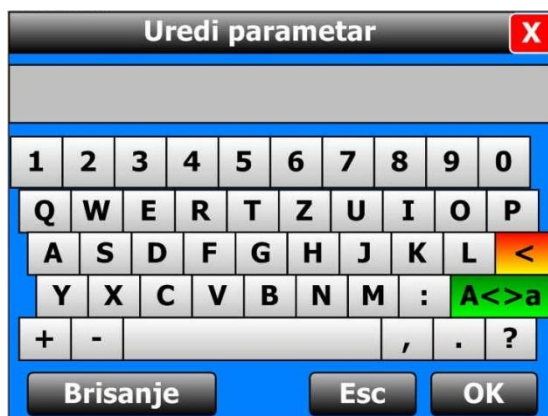 Uredi parametar X
1 2 3 4 5 6 7 8 9 0
Q W E R T Z U I O P
A S D F G H J K L <
Y X C V B N M : A<>a
+ - , . ?
Brisanje Esc OK